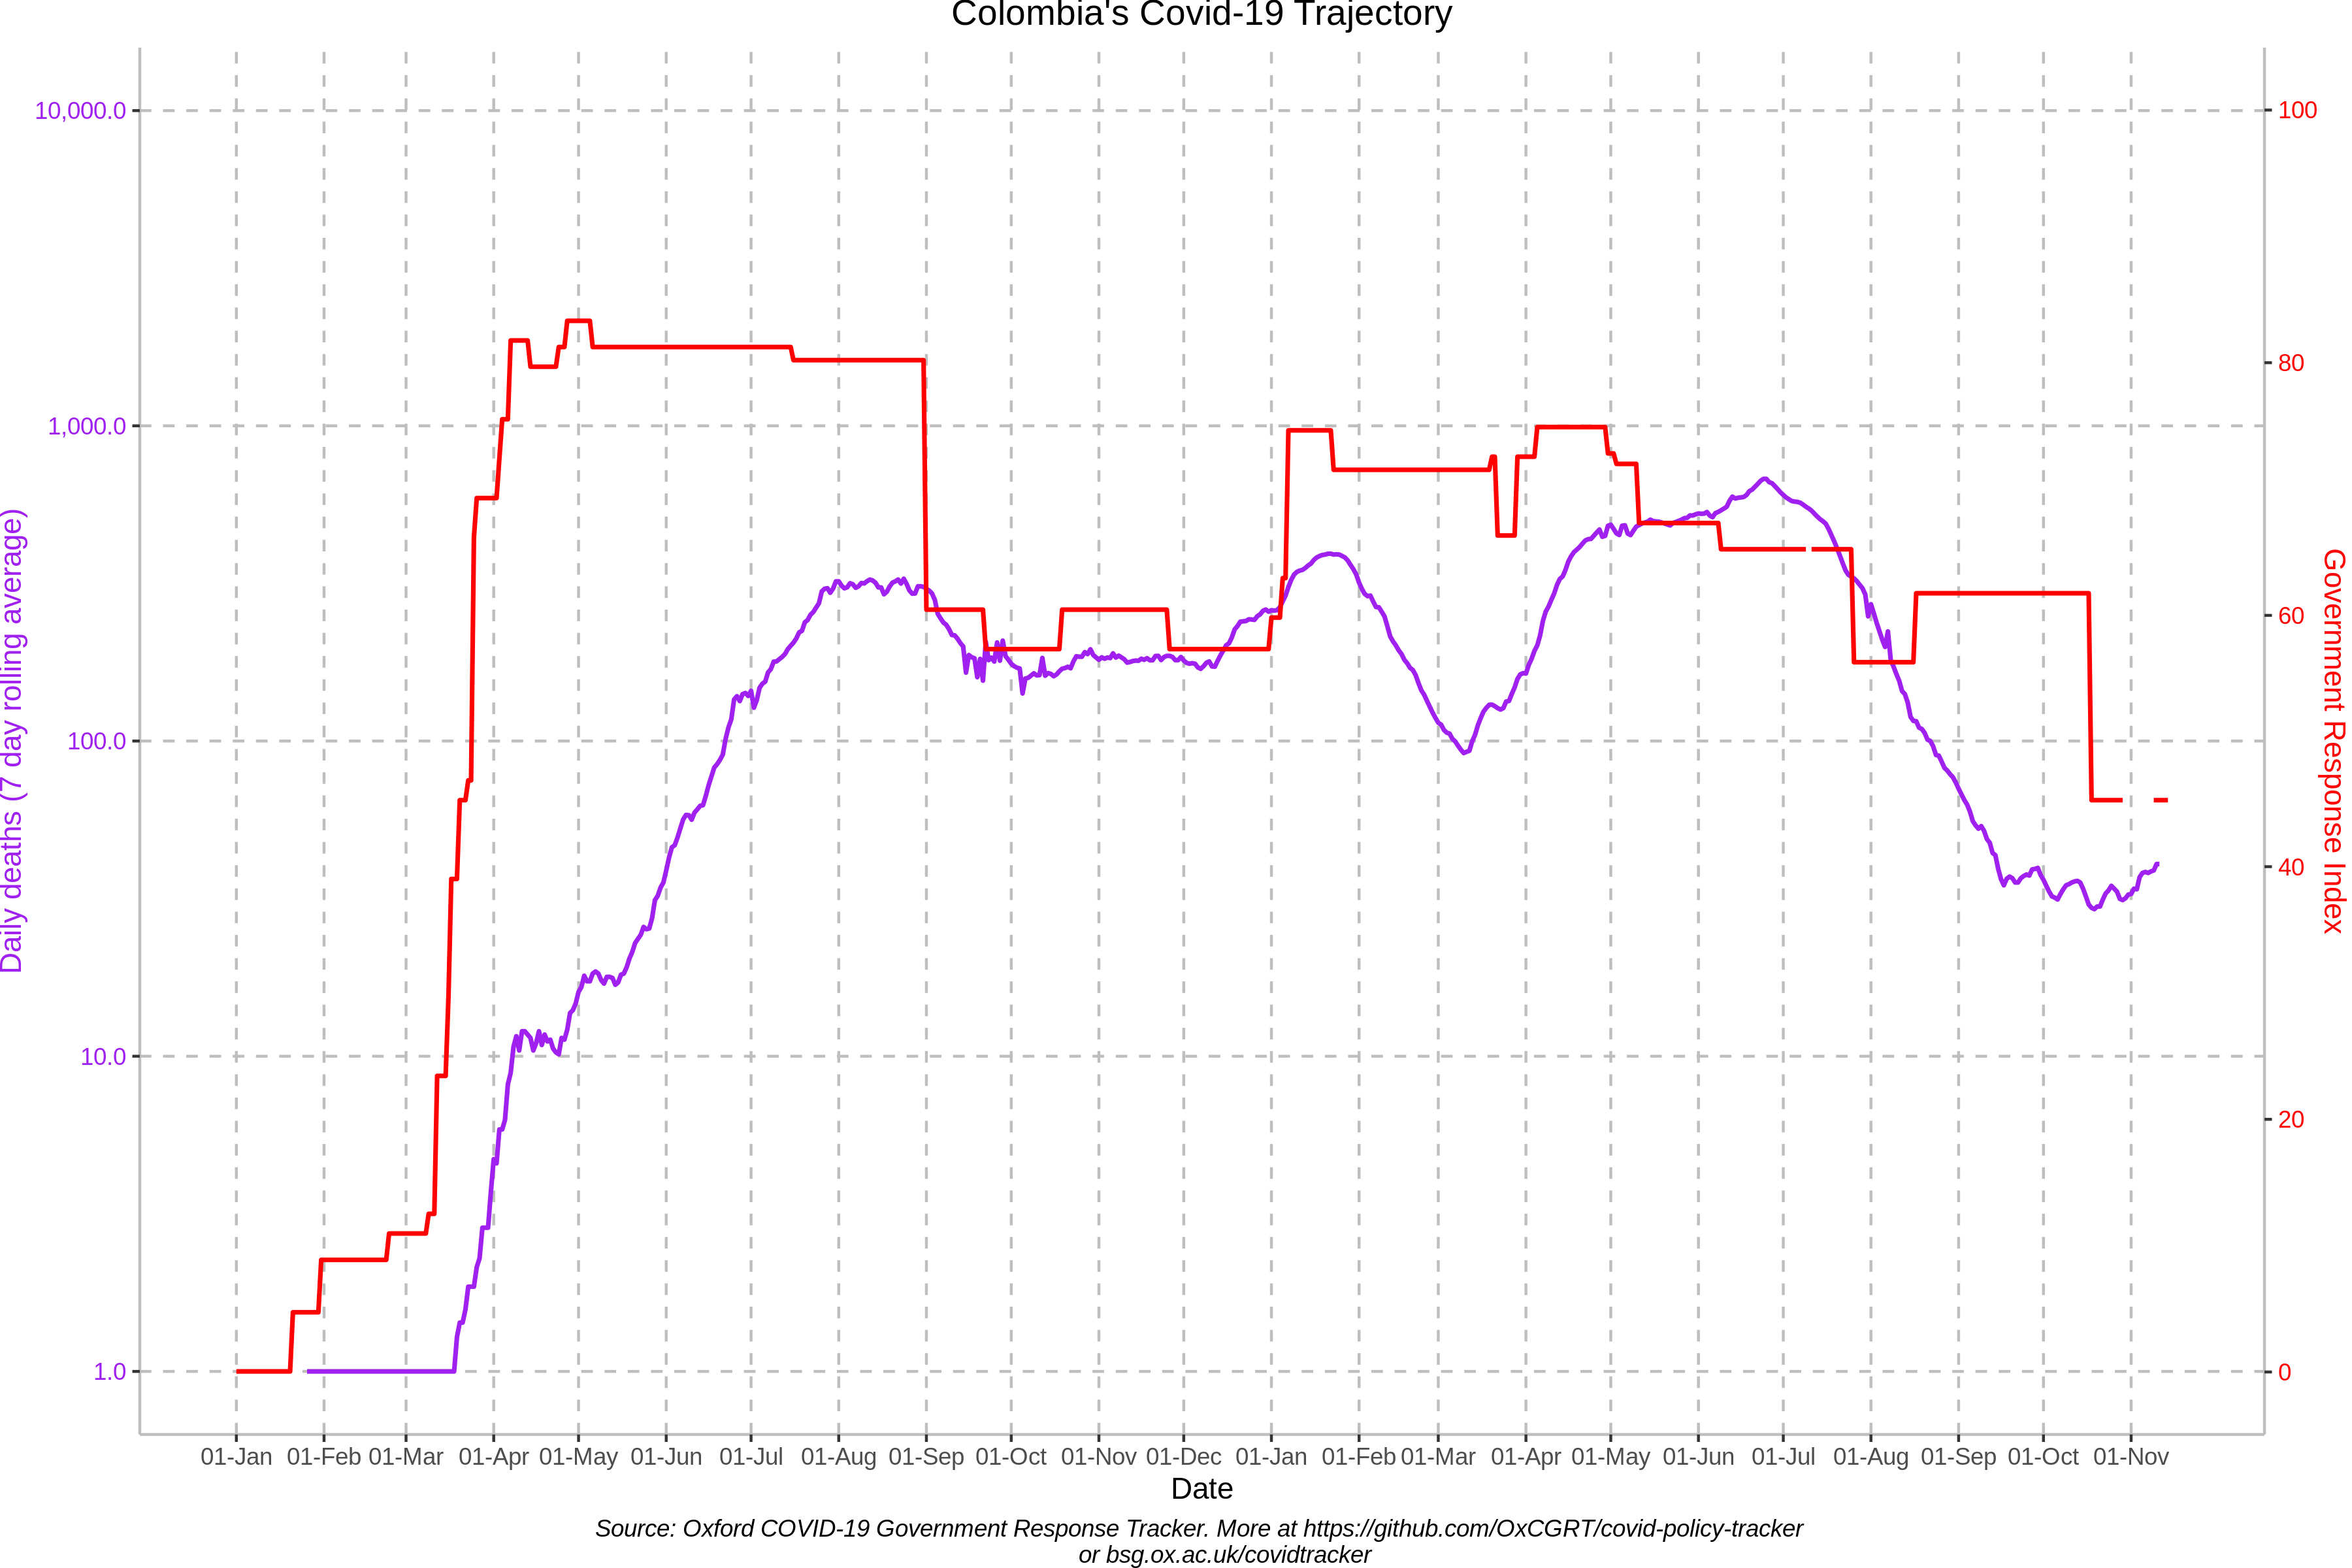 Colombia's Covid-19 Trajectory
10,000.0
1,000.0
100.0
10.0
1.0
Daily deaths (7 day rolling average)
100
80
60
40
20
0
Government Response Index
01-Jan 01-Feb 01-Mar 01-Apr 01-May 01-Jun 01-Jul 01-Aug 01-Sep 01-Oct 01-Nov 01-Dec 01-Jan 01-Feb 01-Mar 01-Apr 01-May 01-Jun 01-Jul 01-Aug 01-Sep 01-Oct 01-Nov
Date
Source: Oxford COVID-19 Government Response Tracker. More at https://github.com/OxCGRT/covid-policy-tracker
or bsg.ox.ac.uk/covidtracker